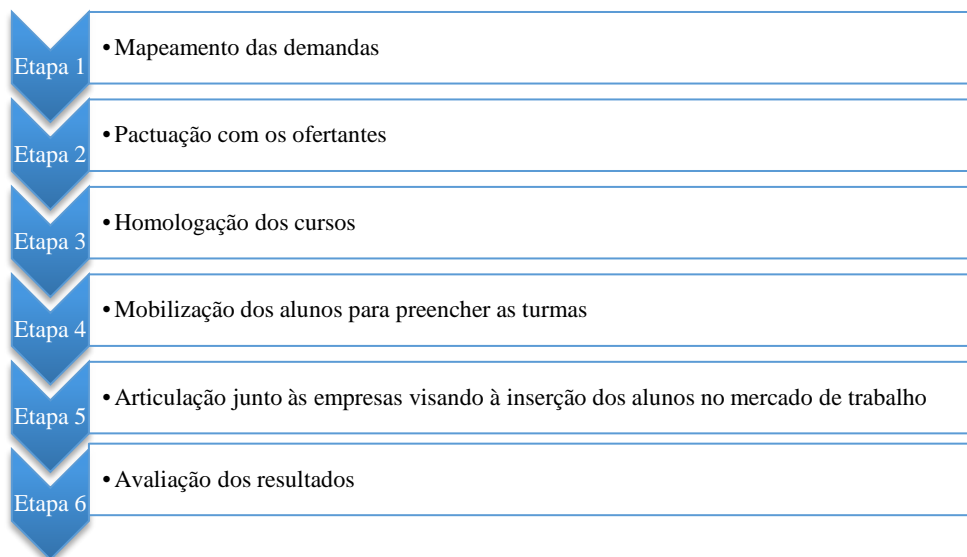 Etapa 1
• Mapeamento das demandas
Etapa 2
• Pactuação com os ofertantes
Etapa 3
• Homologação dos cursos
Etapa 4
• Mobilização dos alunos para preencher as turmas
Etapa 5
• Articulação junto às empresas visando à inserção dos alunos no mercado de trabalho
Etapa 6
• Avaliação dos resultados